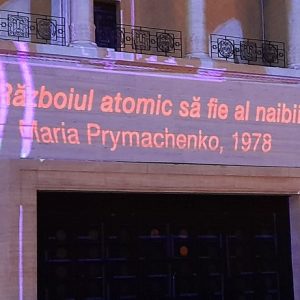 Războiul atomic să fie al naibii
Maria Prymachenko, 1978